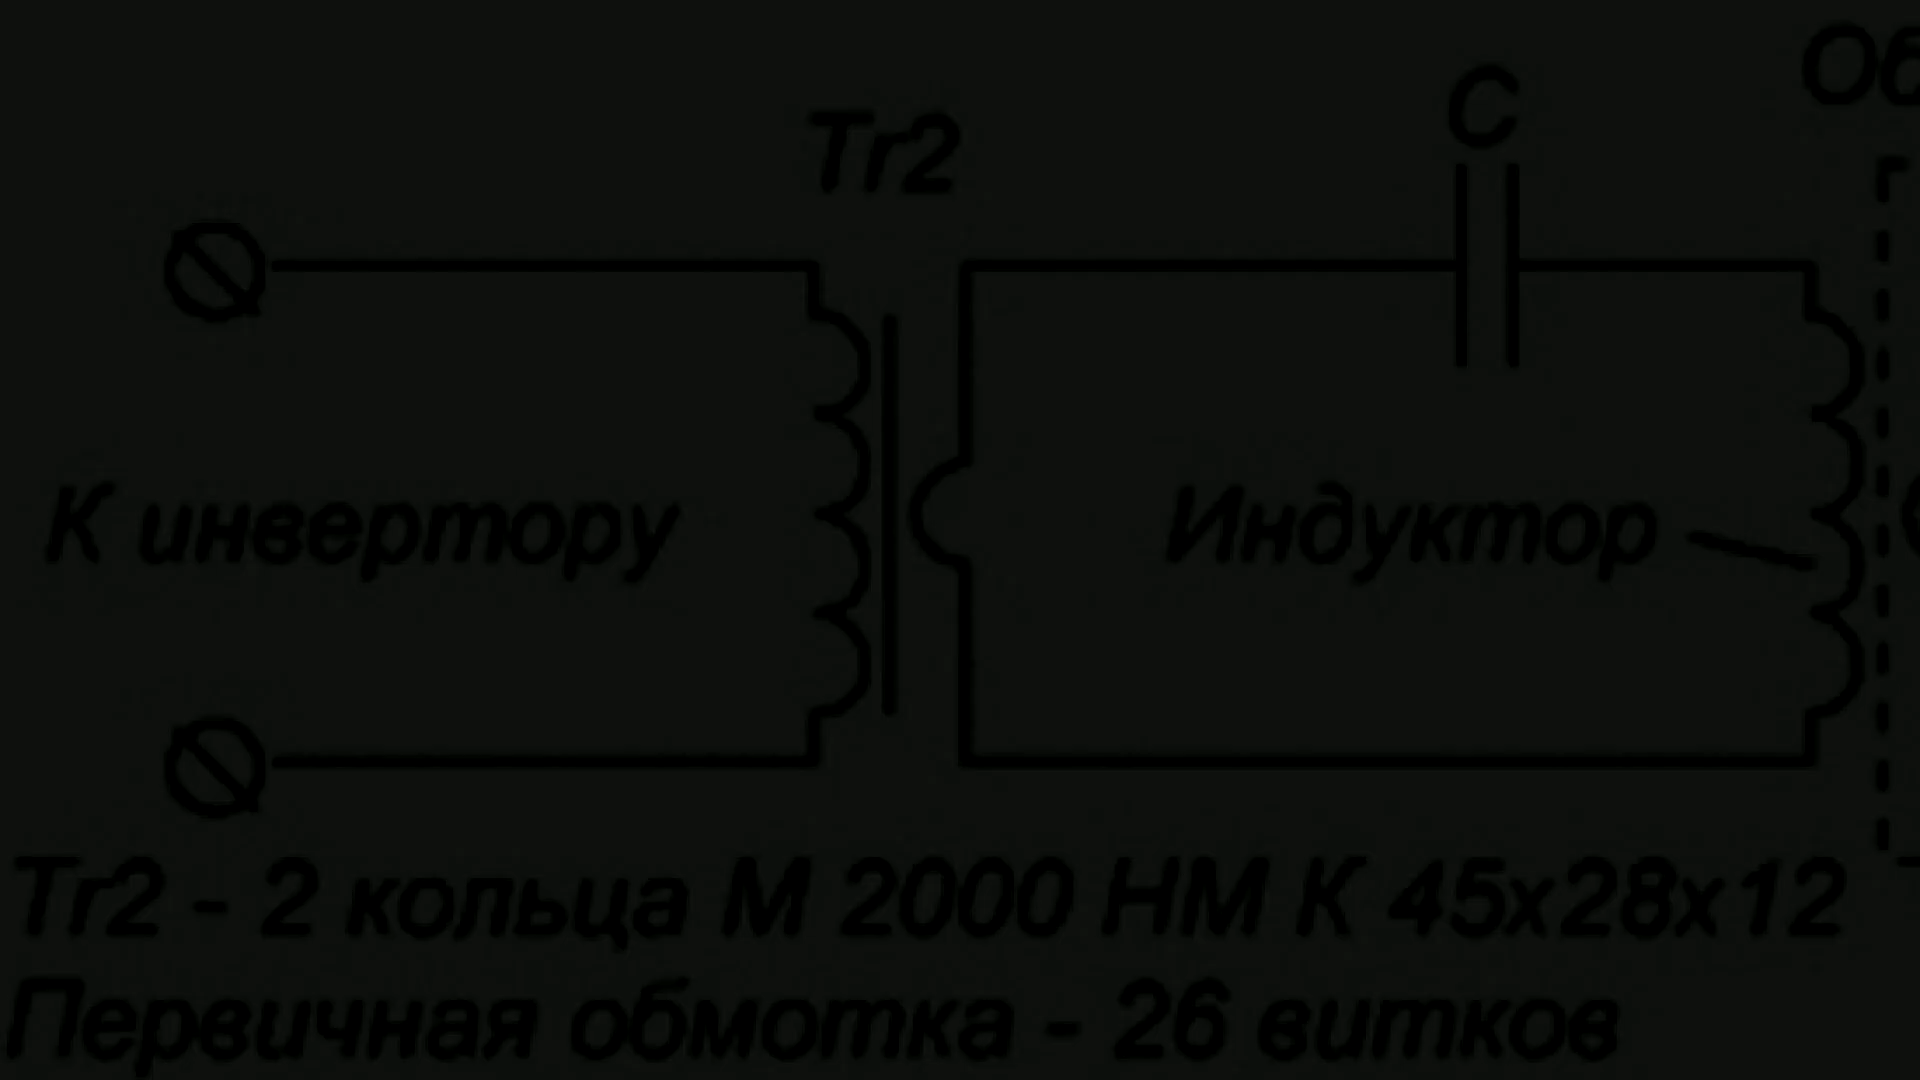 Tr2
C
К инвертору
Индуктор
Tr2 - 2 кольца М 2000 НМ К 45х28х12
Первичная обмотка - 26 витков